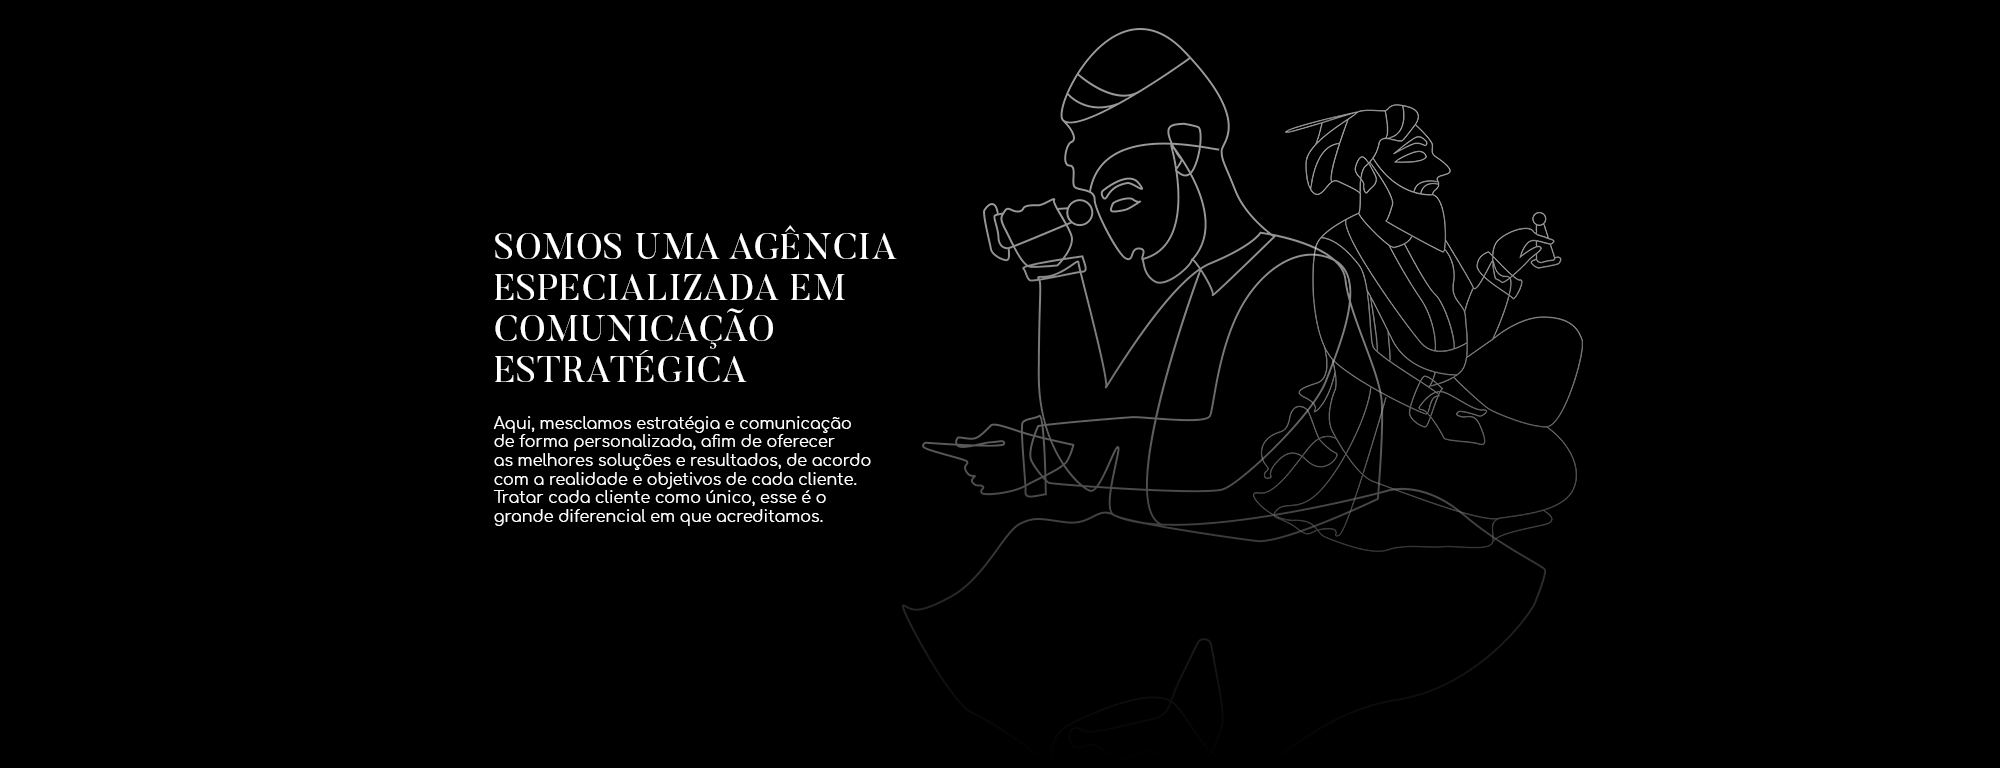 SOMOS UMA AGÊNCIA
ESPECIALIZADA EM
COMUNICAÇÃO
ESTRATÉGICA
Aqui, mesclamos estratégia e comunicação
de forma personalizada, afim de oferecer
as melhores soluções e resultados, de acordo
com a realidade e objetivos de cada cliente.
Tratar cada cliente como único, esse é o
grande diferencial em que acreditamos.